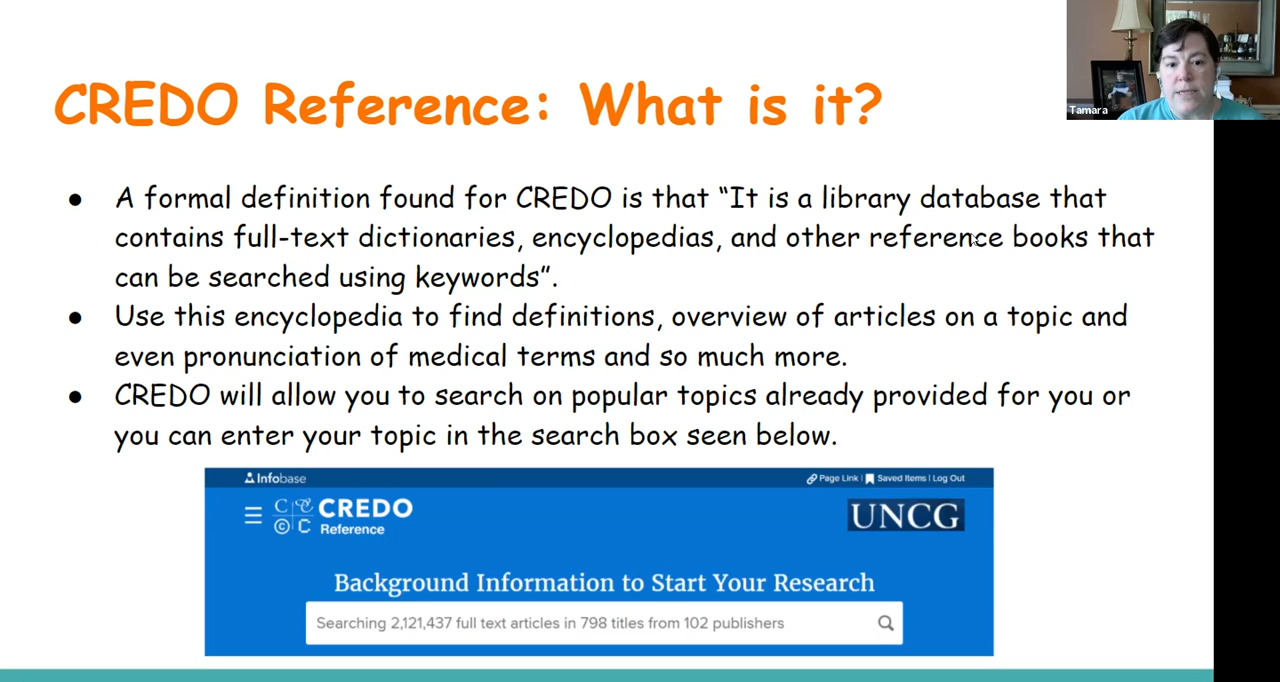 CREDO Reference: What is it?
Tamara
● A formal definition found for CREDO is that “It is a library database that
contains full-text dictionaries, encyclopedias, and other reference books that
can be searched using keywords”.
● Use this encyclopedia to find definitions, overview of articles on a topic and
even pronunciation of medical terms and so much more.
● CREDO will allow you to search on popular topics already provided for you or
you can enter your topic in the search box seen below.
Infobase
Page Link | Saved Items | Log Out
CREDO
Reference
UNCG
Background Information to Start Your Research
Searching 2,121,437 full text articles in 798 titles from 102 publishers